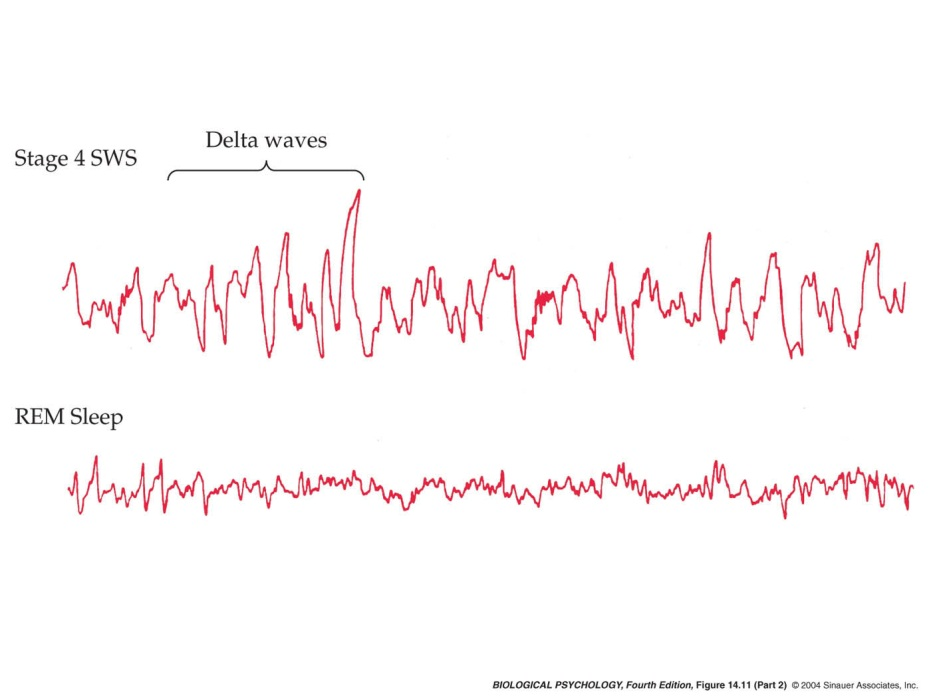 Delta waves
Stage 4 SWS
REM Sleep
BIOLOGICAL PSYCHOLOGY, Fourth Edition, Figure 14.11 (Part 2) © 2004 Sinauer Associates, Inc.